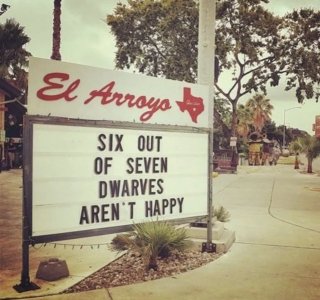 El Arroyo
SIX OUT
OF SEVEN
DWARVES
AREN'T HAPPY